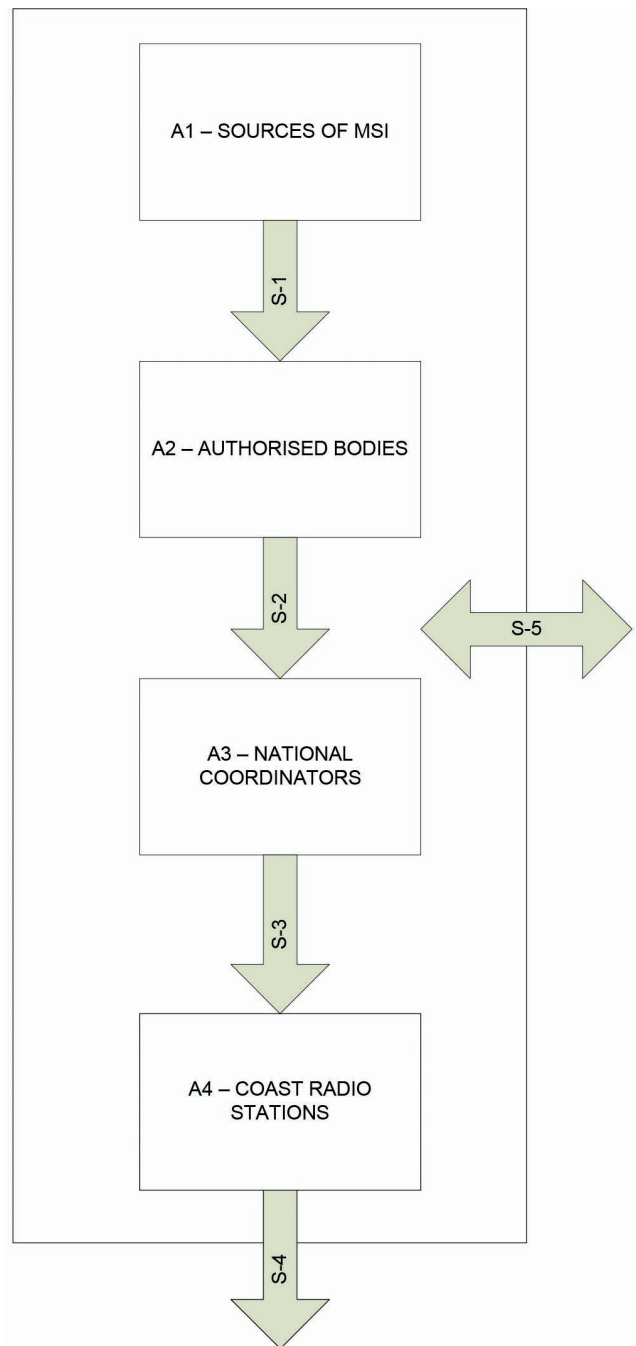 A1 – SOURCES OF MSI
S-1
A2 – AUTHORISED BODIES
S-2
S-5
A3 – NATIONAL
COORDINATORS
S-3
A4 – COAST RADIO
STATIONS
S-4